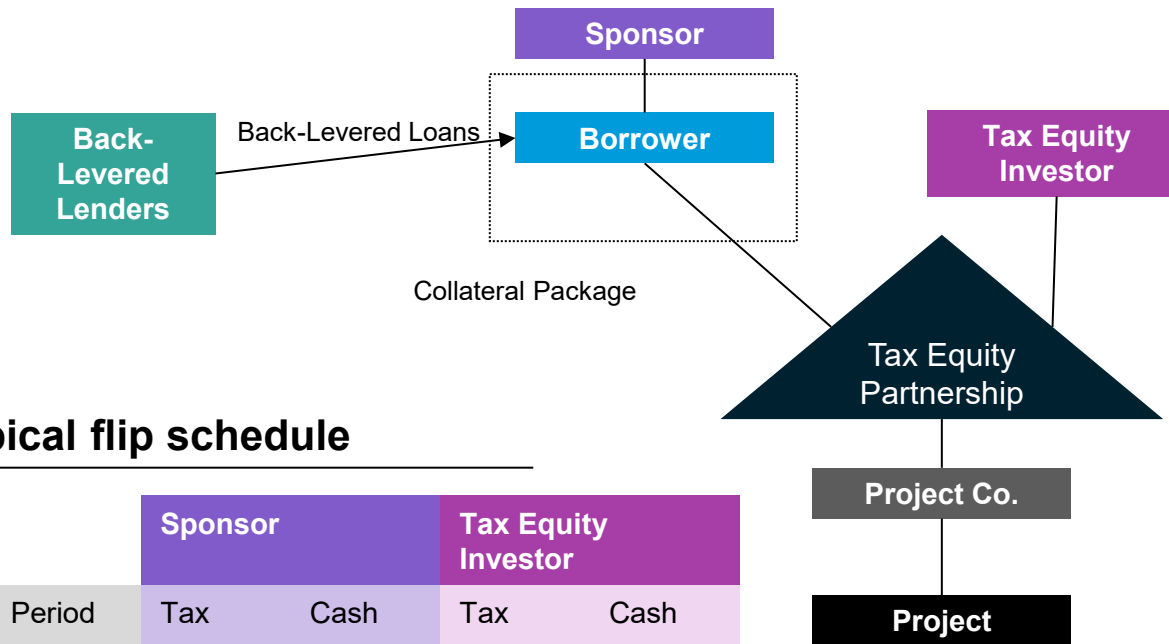 Sponsor
Back-
Levered
Lenders
Back-Levered Loans
Borrower
Tax Equity
Investor
Collateral Package
Tax Equity
Partnership
pical flip schedule
Project Co.
Sponsor
Tax Equity
Investor
Period Tax Cash Tax Cash
Project